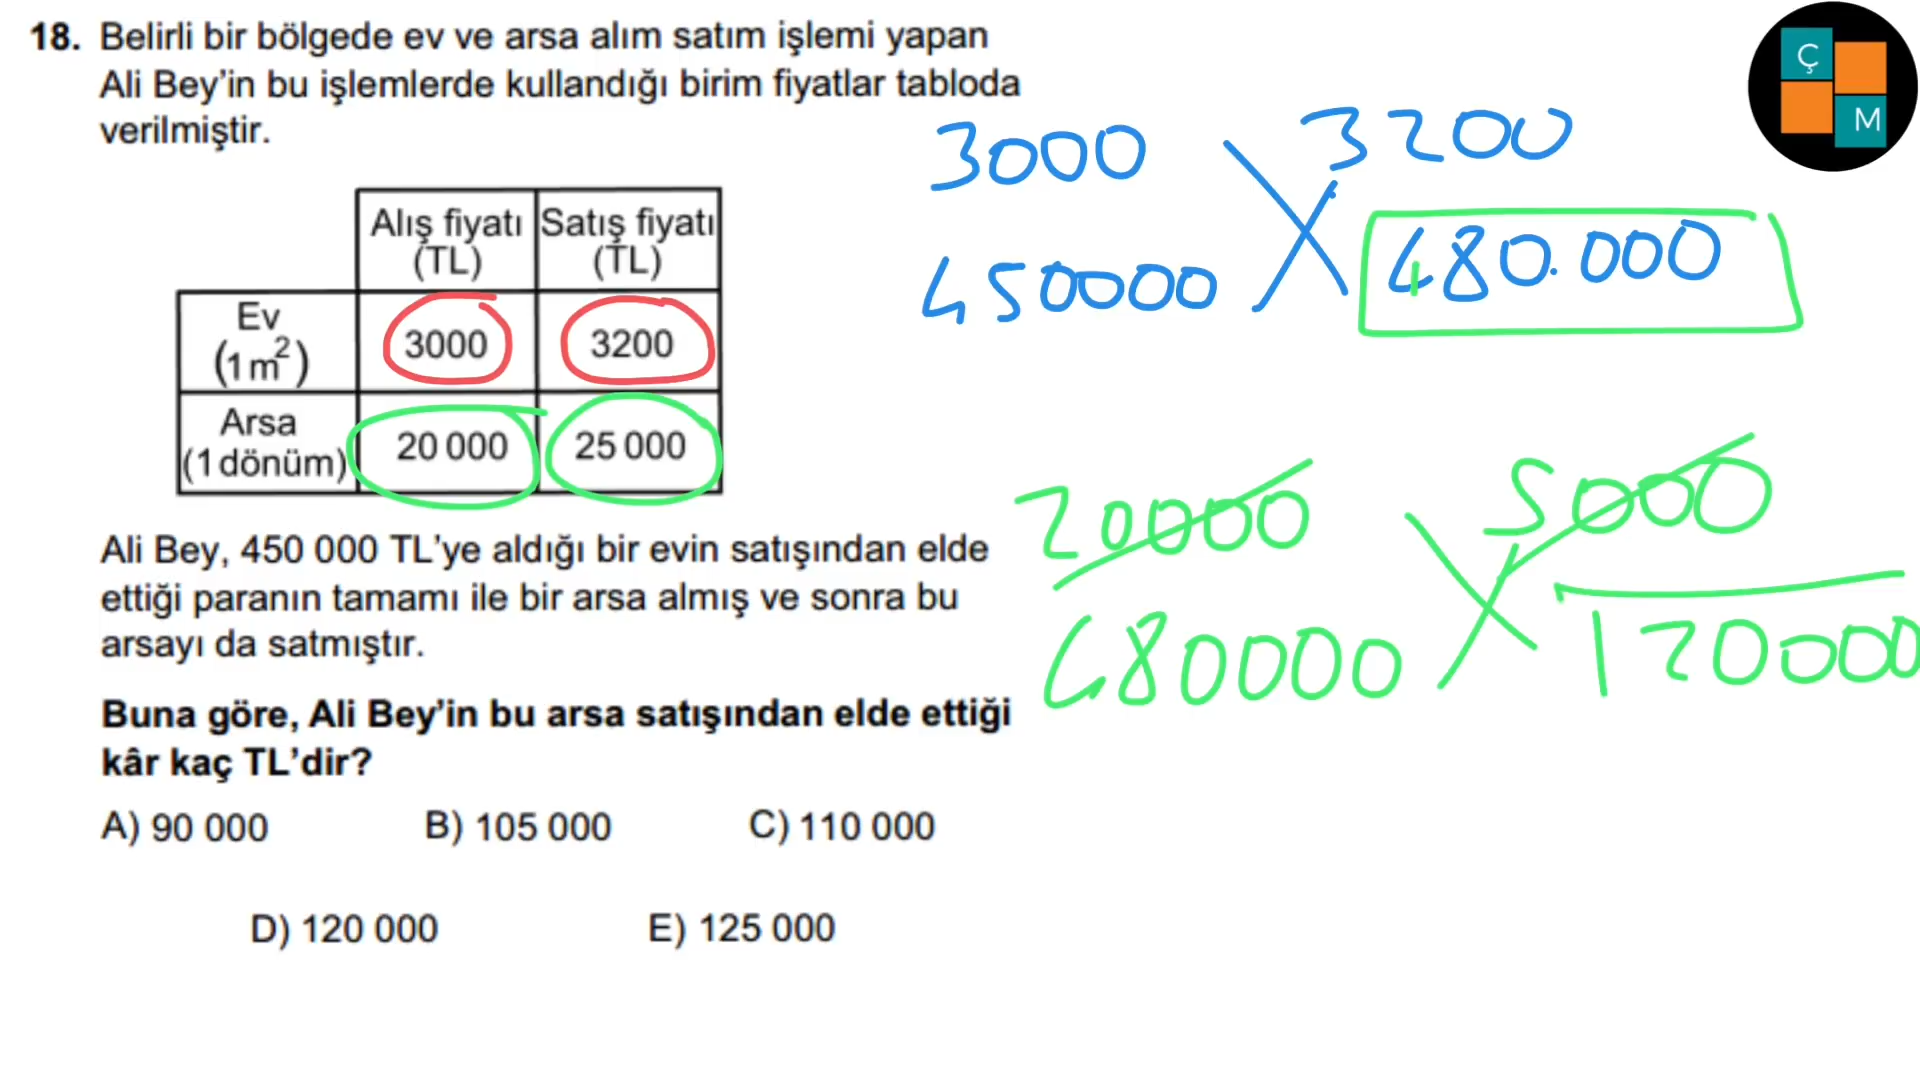 18. Belirli bir bölgede ev ve arsa alım satım işlemi yapan
Ali Bey'in bu işlemlerde kullandığı birim fiyatlar tabloda
verilmiştir.
Alış fiyatı (TL) Satış fiyatı (TL)
Ev (1 m²) 3000 3200
Arsa (1 dönüm) 20 000 25 000
Ali Bey, 450 000 TL'ye aldığı bir evin satışından elde
ettiği paranın tamamı ile bir arsa almış ve sonra bu
arsayı da satmıştır.
Buna göre, Ali Bey'in bu arsa satışından elde ettiği
kâr kaç TL'dir?
A) 90 000 B) 105 000 C) 110 000
D) 120 000 E) 125 000
3000 3200
450000 480.000
20000 5000
480000 120000
Ç
M